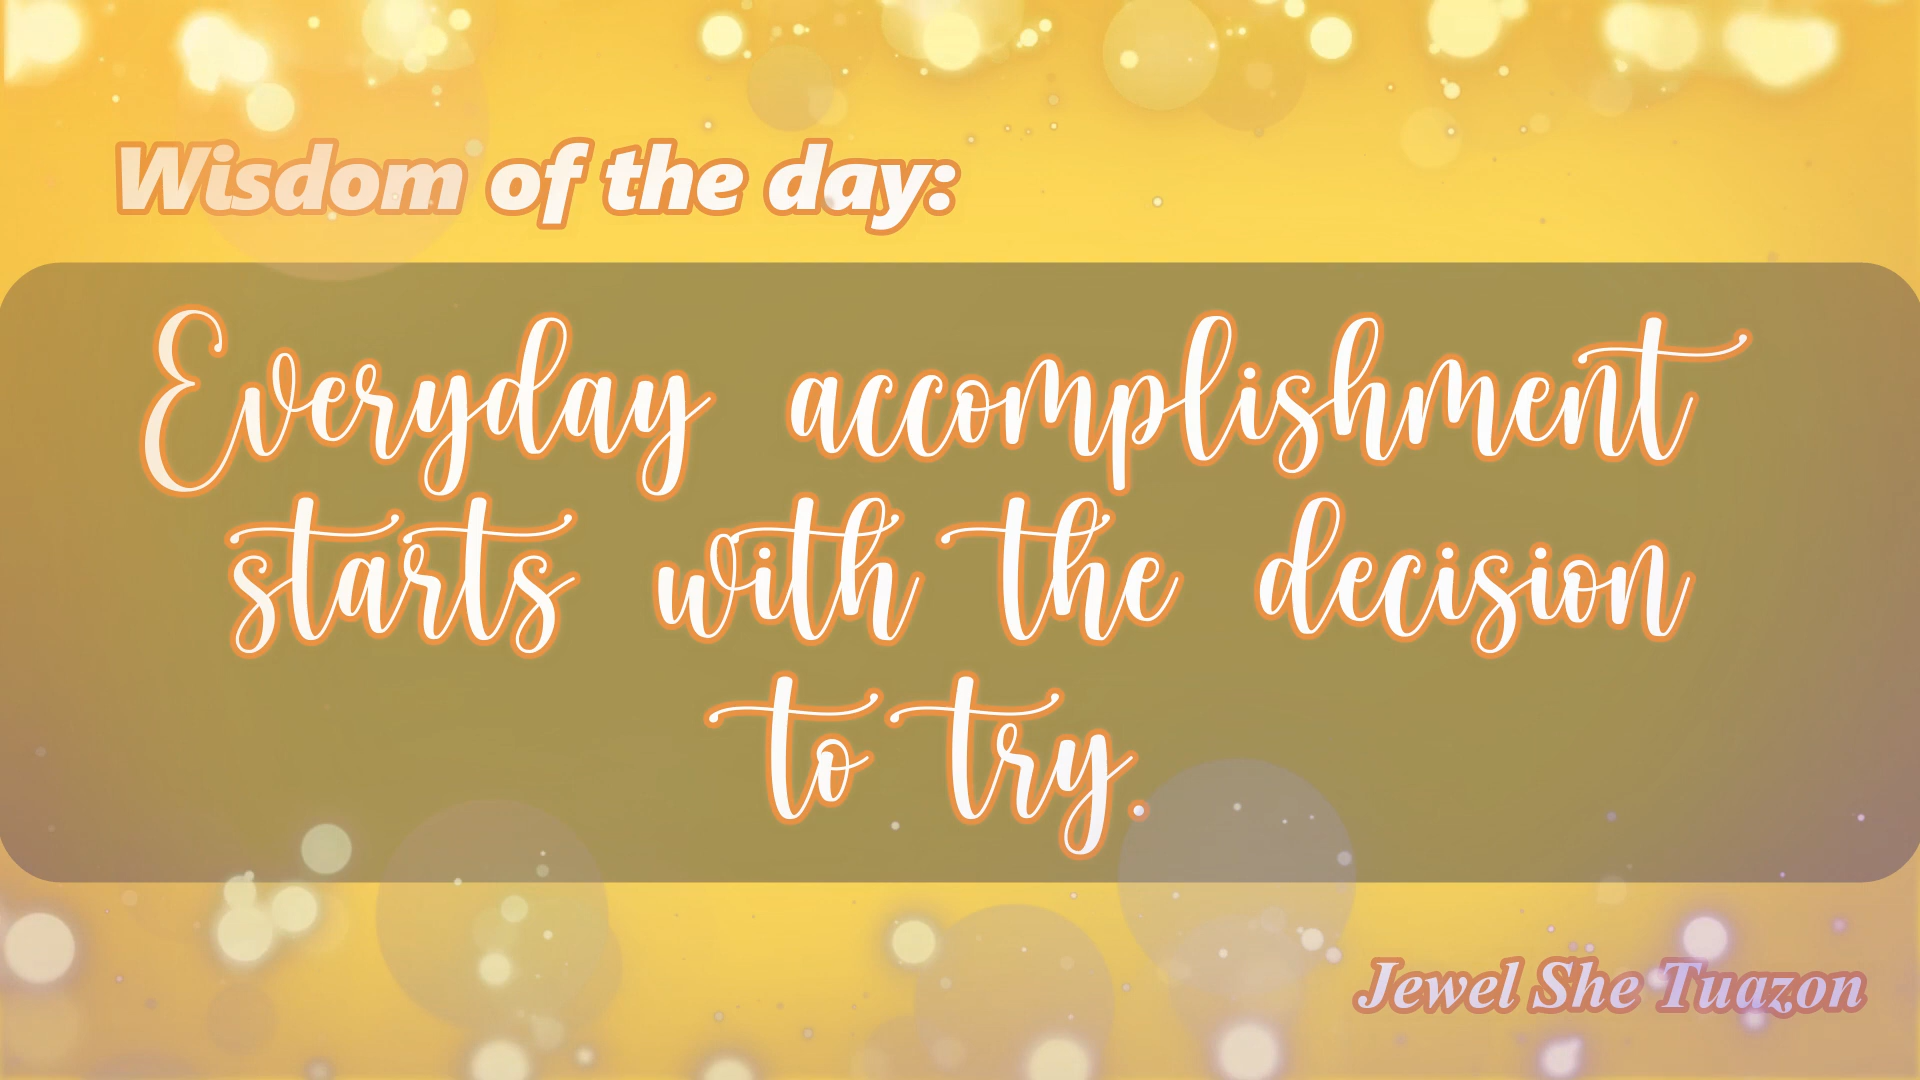 Wisdom of the day:
Everyday accomplishment
starts with the decision
to try.
Jewel She Tuazon